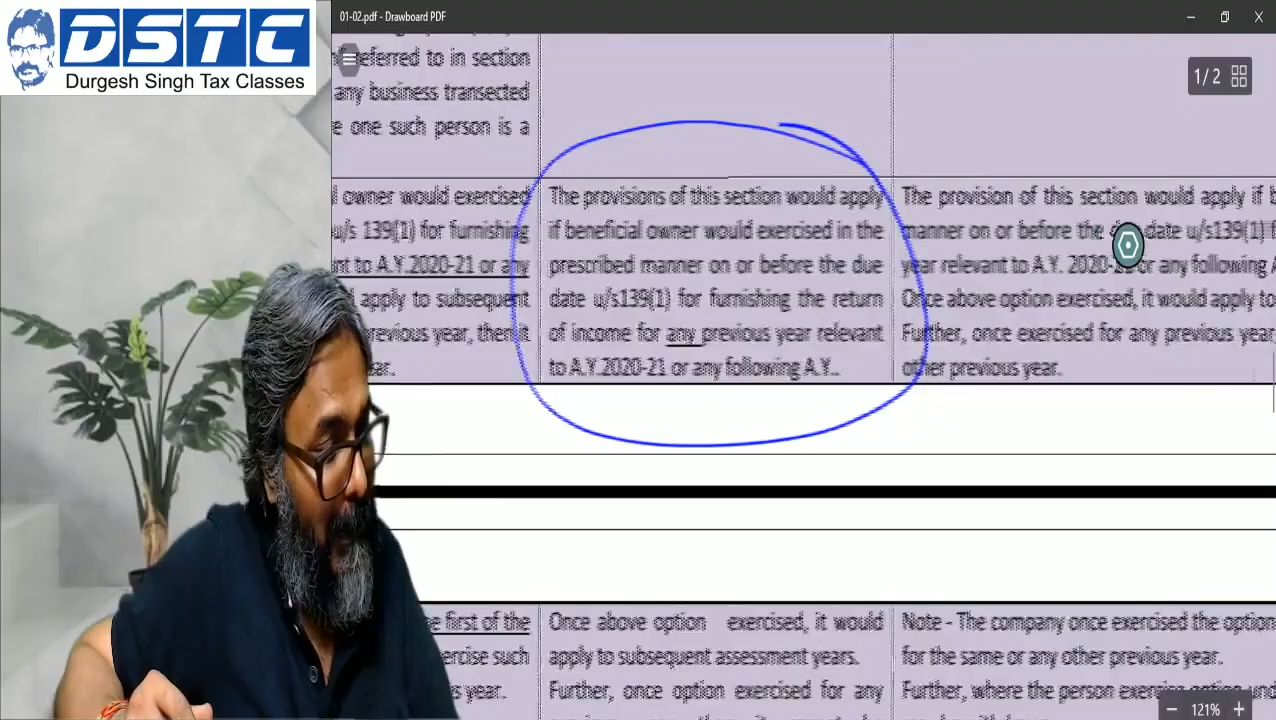 DSTC
Durgesh Singh Tax Classes
01-02.pdf - Drawboard PDF
1/2
referred to in section
any business transected
e one such person is a
owner would exercised
u/s 139(1) for furnishing
nt to A.Y.2020-21 or any
apply to subsequent
revious year, then it
ar.
The provisions of this section would apply
if beneficial owner would exercised in the
prescribed manner on or before the due
date u/s139(1) for furnishing the return
of income for any previous year relevant
to A.Y.2020-21 or any following A.Y..
The provision of this section would apply if b
manner on or before the date u/s139(1) f
year relevant to A.Y. 2020-2 or any following A
Once above option exercised, it would apply to
Further, once exercised for any previous year
other previous year.
e first of the
ercise such
s year.
Once above option exercised, it would
apply to subsequent assessment years.
Further, once option exercised for any
Note - The company once exercised the option
for the same or any other previous year.
Further, where the person
121%